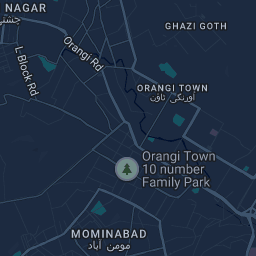 NAGAR
چشتی
GHAZI GOTH
Orangi Rd
L Block Rd
ORANGI TOWN
اورنگی ٹاؤن
Orangi Town
10 number
Family Park
MOMINABAD
مومن آباد